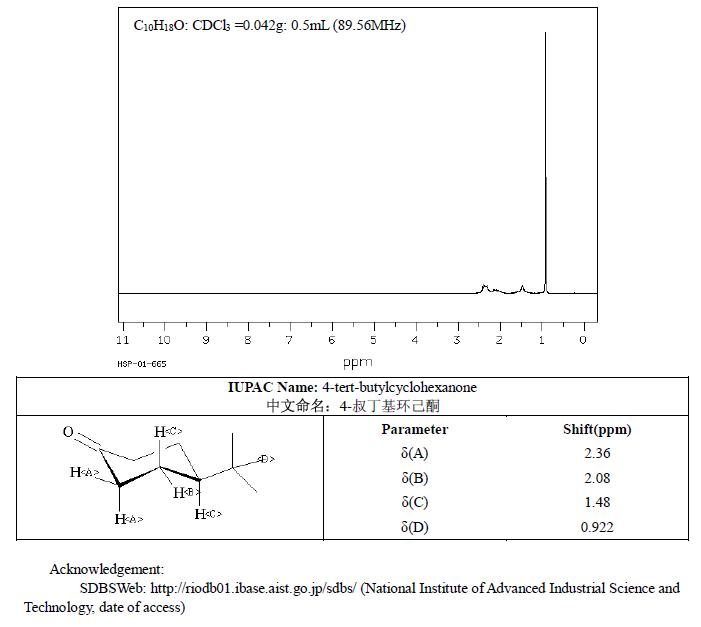 C₁₀H₁₈O: CDCl₃ =0.042g: 0.5mL (89.56MHz)
11 10 9 8 7 6 5 4 3 2 1 0
HSP-01-665
ppm
IUPAC Name: 4-tert-butylcyclohexanone
中文命名：4-叔丁基环己酮
Parameter Shift(ppm)
δ(A) 2.36
δ(B) 2.08
δ(C) 1.48
δ(D) 0.922
O H<C>
<D>
H<A>
H<B>
H<C>
H<A>
Acknowledgement:
SDBSWeb: http://riodb01.ibase.aist.go.jp/sdbs/ (National Institute of Advanced Industrial Science and
Technology, date of access)